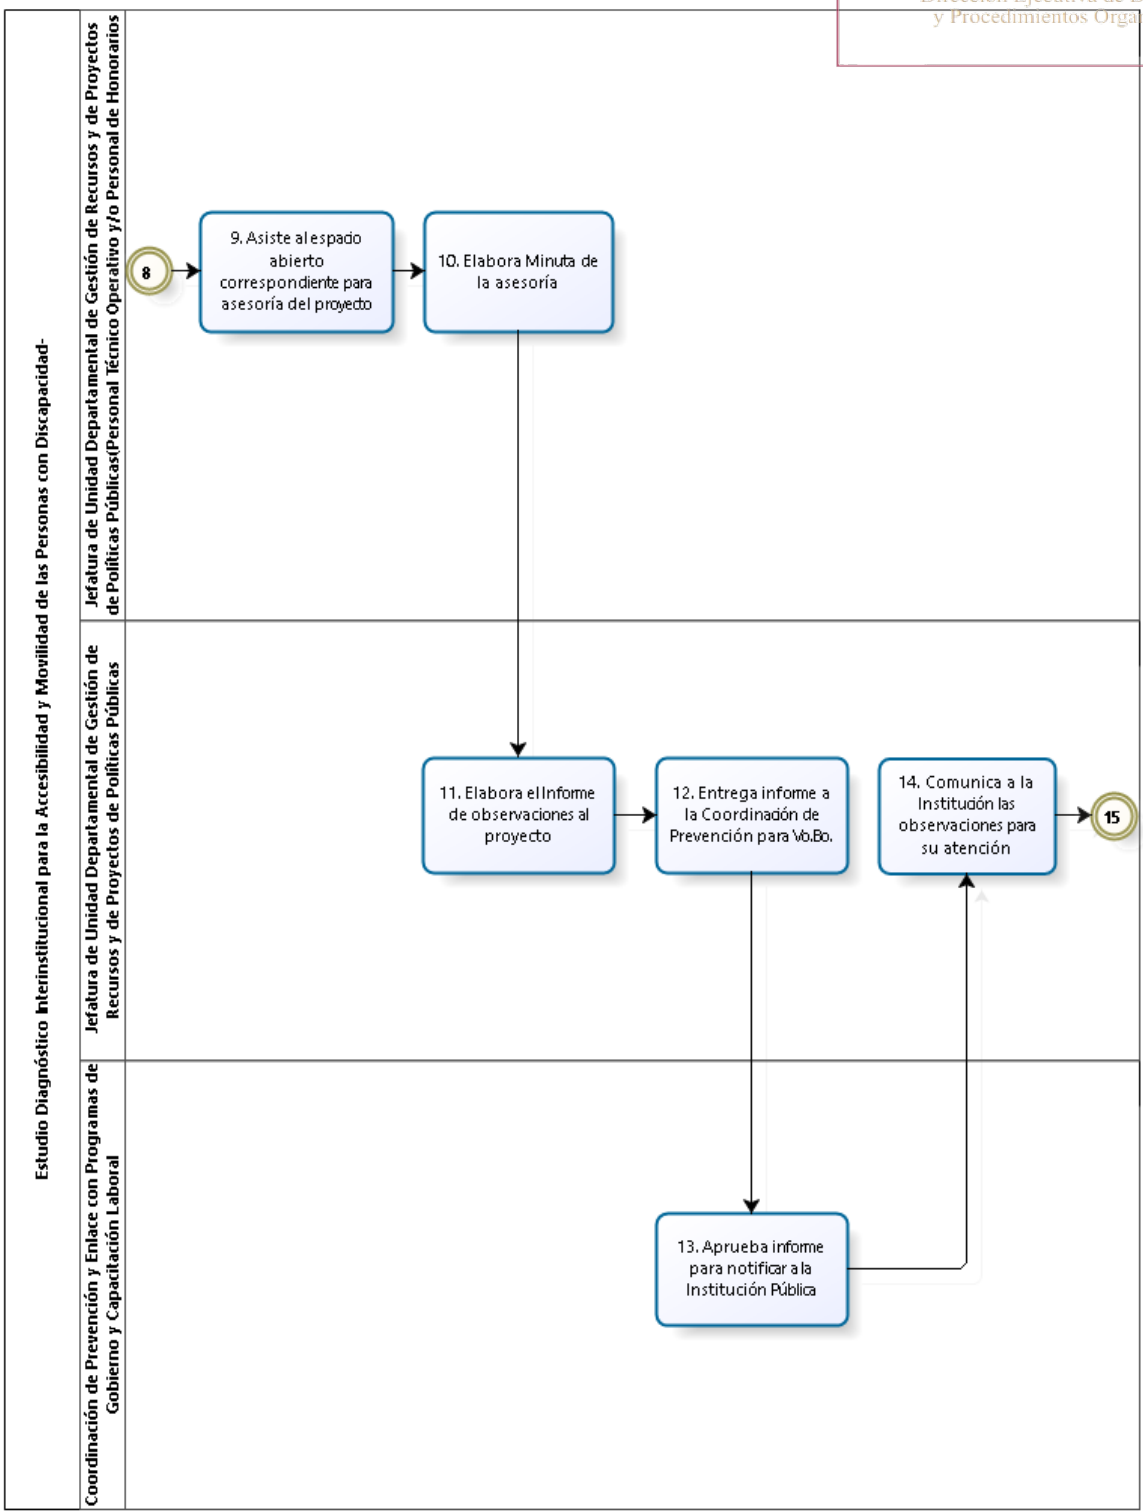 y Procedimientos
Estudio Diagnóstico Interinstitucional para la Accesibilidad y Movilidad de las Personas con Discapacidad-
Jefatura de Unidad Departamental de Gestión de Recursos y de Proyectos
de Políticas Públicas(Personal Técnico Operativo y/o Personal de Honorarios
8
9. Asiste al espacio
abierto
correspondiente para
asesoría del proyecto
10. Elabora Minuta de
la asesoría
Jefatura de Unidad Departamental de Gestión de
Recursos y de Proyectos de Políticas Públicas
11. Elabora el Informe
de observaciones al
proyecto
12. Entrega informe a
la Coordinación de
Prevención para Vo.Bo.
14. Comunica a la
Institución las
observaciones para
su atención
15
Coordinación de Prevención y Enlace con Programas de
Gobierno y Capacitación Laboral
13. Aprueba informe
para notificar a la
Institución Pública